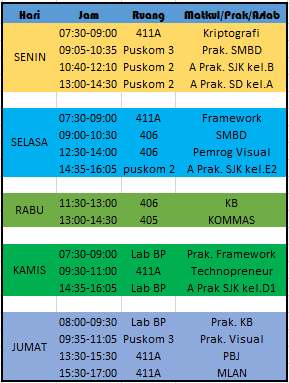 Hari Jam Ruang Matkul/Prak/Aslab
SENIN 07:30-09:00 411A Kriptografi
09:05-10:35 Puskom 3 Prak. SMBD
10:40-12:10 Puskom 2 A Prak. SJK kel.B
13:00-14:30 Puskom 2 A Prak. SD kel.A
SELASA 07:30-09:00 411A Framework
09:00-10:30 406 SMBD
12:30-14:00 406 Pemrog Visual
14:35-16:05 puskom 2 A Prak. SJK kel.E2
RABU 11:30-13:00 406 KB
13:00-14:30 405 KOMMAS
KAMIS 07:30-09:00 Lab BP Prak. Framework
09:30-11:00 411A Technopreneur
14:35-16:05 Lab BP A Prak SJK kel.D1
JUMAT 08:00-09:30 Lab BP Prak. KB
09:35-11:05 Puskom 3 Prak. Visual
13:30-15:30 411A PBJ
15:30-17:00 411A MLAN